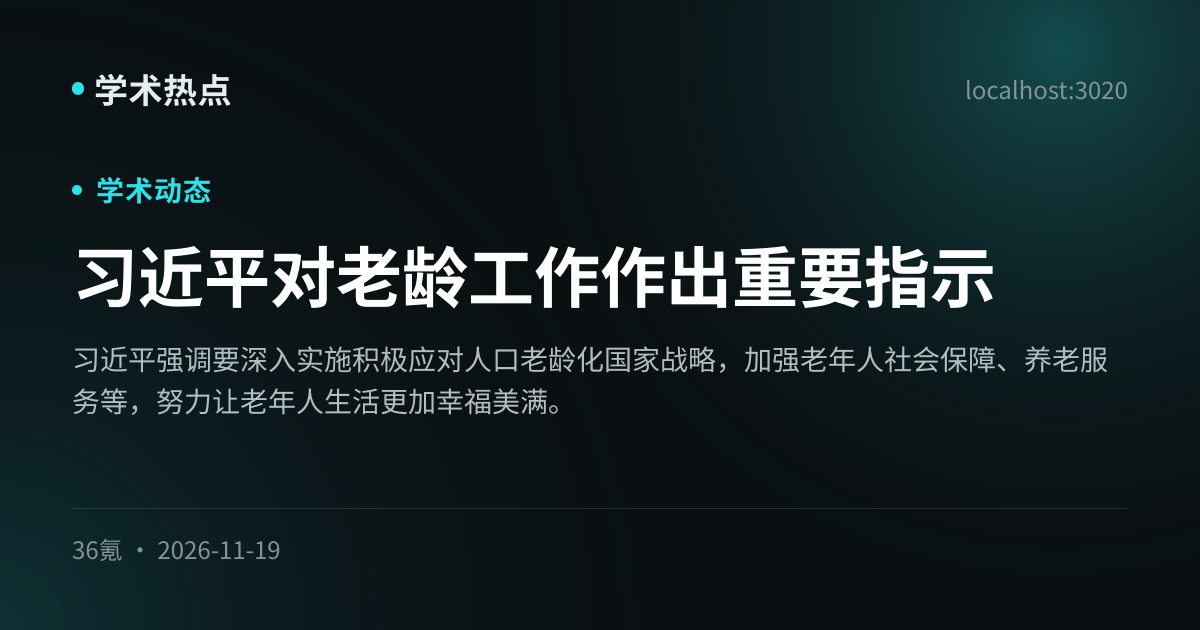 学术热点
localhost:3020
学术动态
习近平对老龄工作作出重要指示
习近平强调要深入实施积极应对人口老龄化国家战略，加强老年人社会保障、养老服
务等，努力让老年人生活更加幸福美满。
36氪 · 2026-11-19